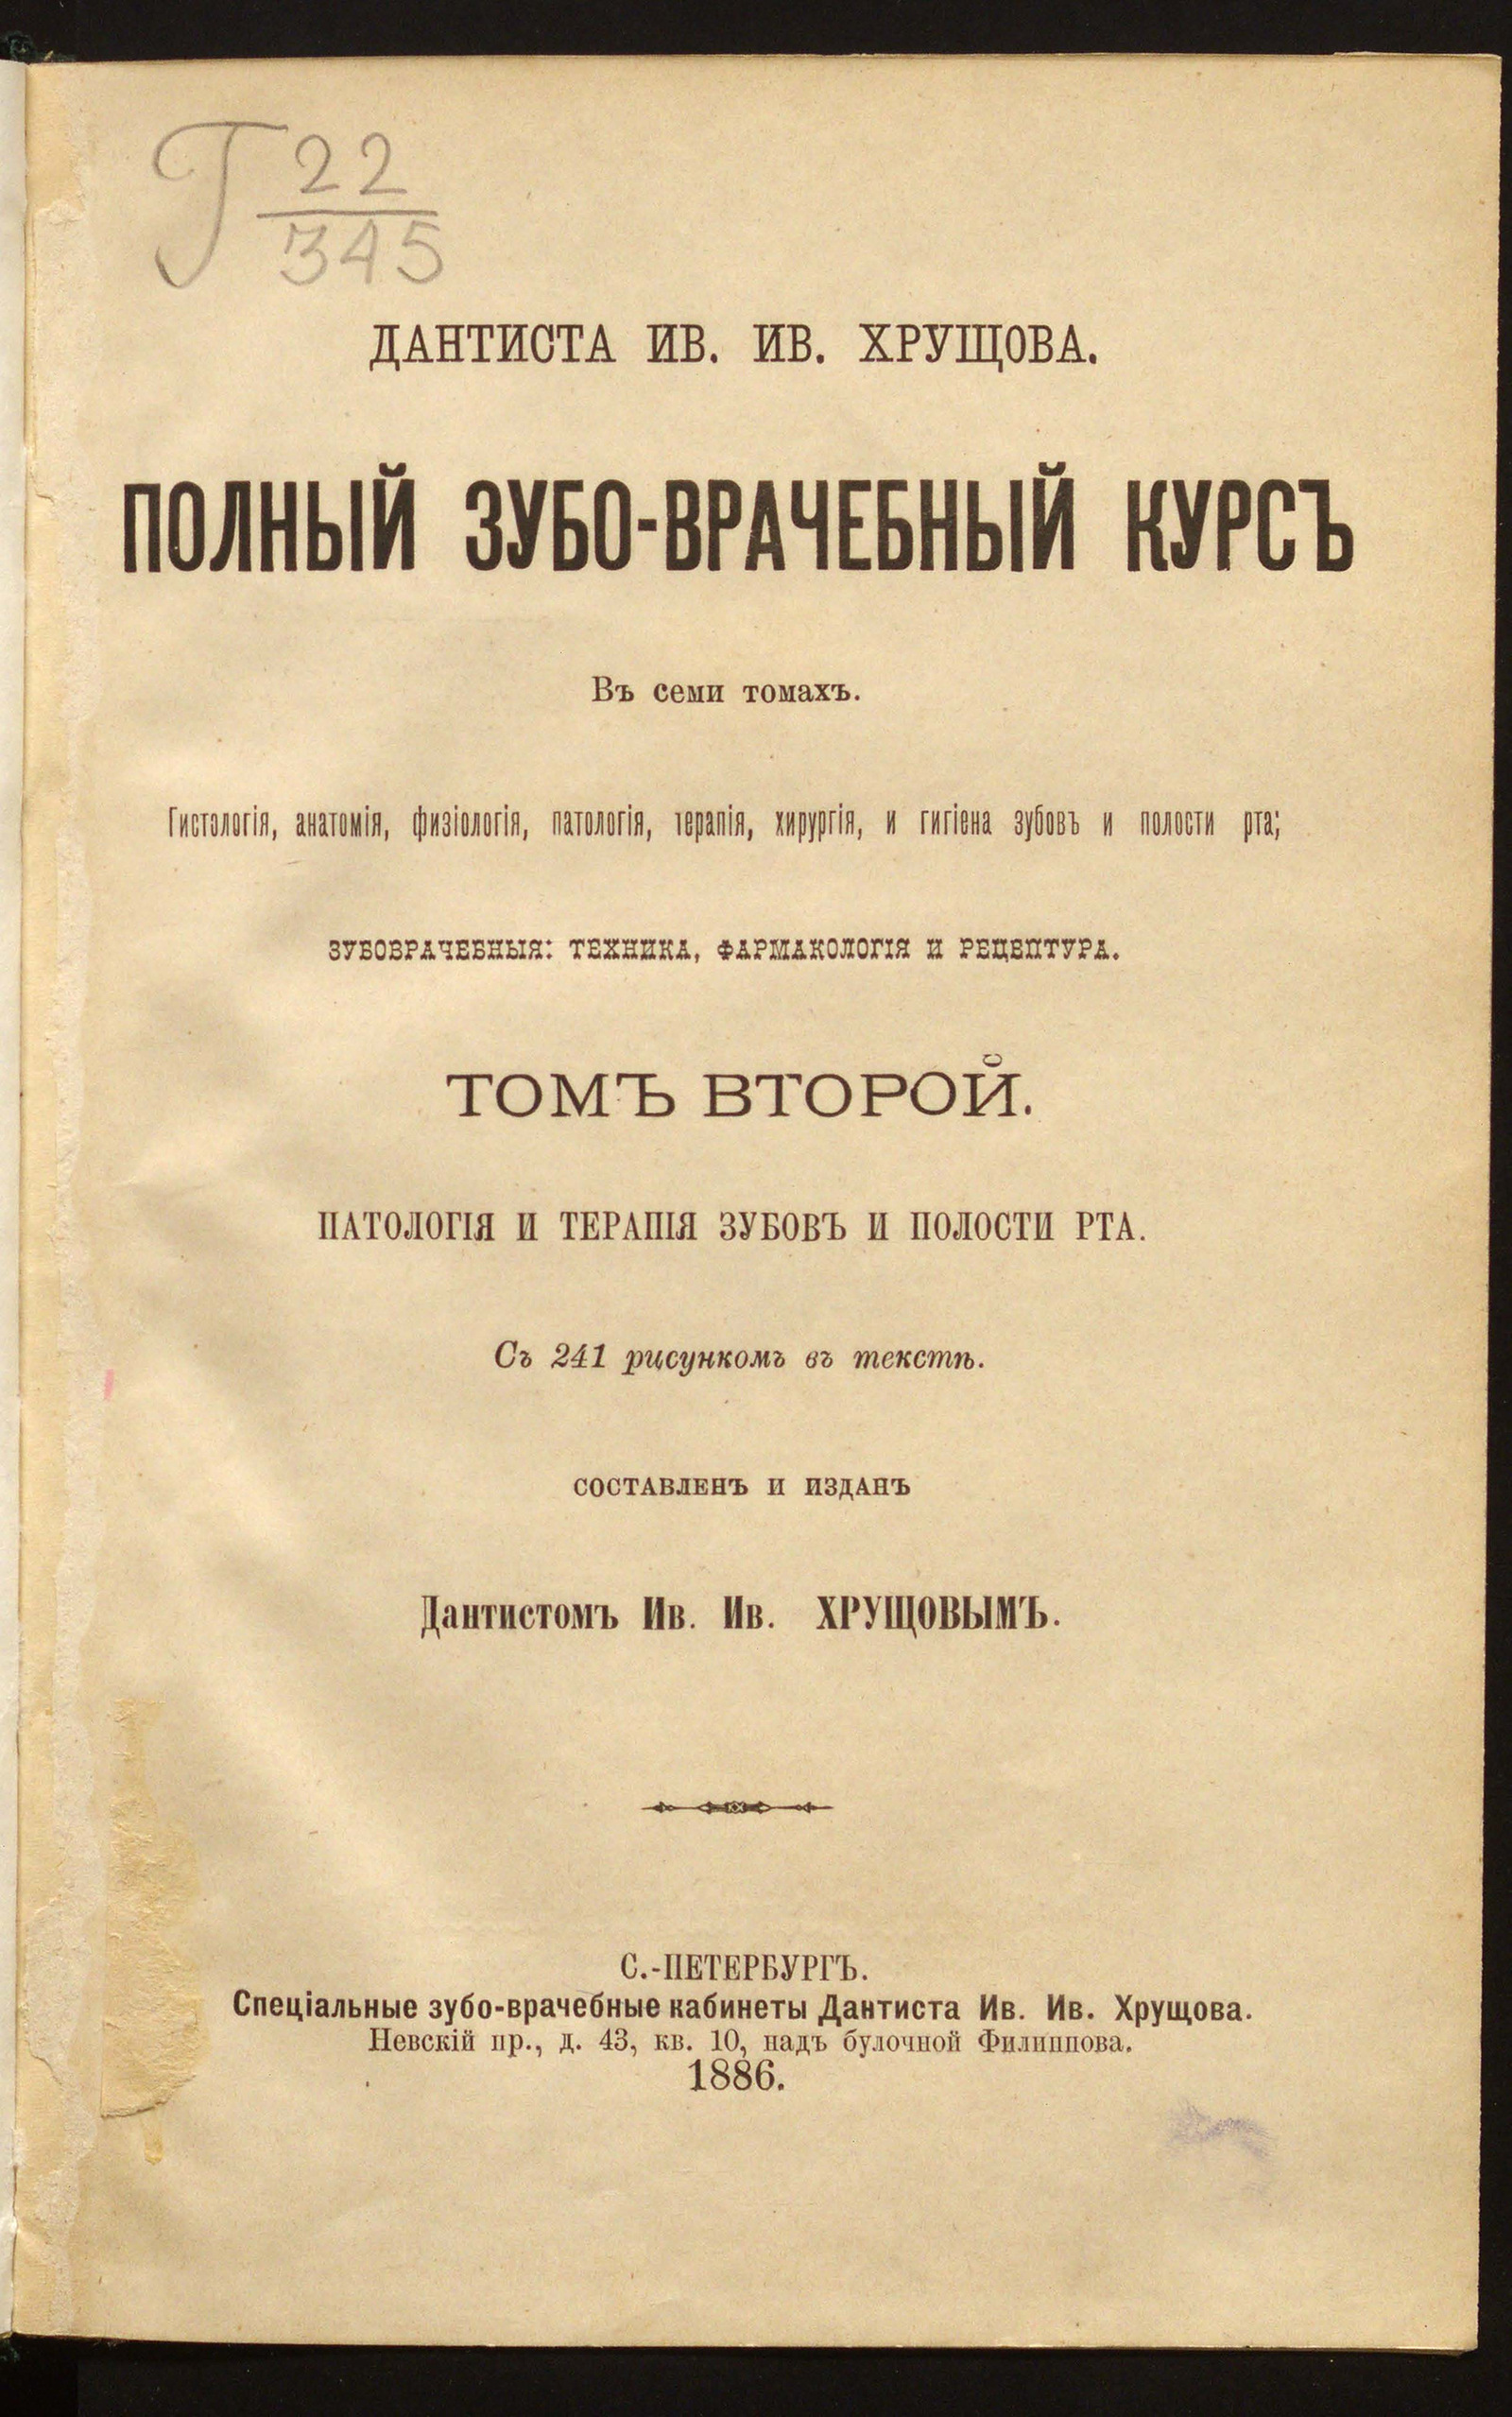 Г 22
345
ДАНТИСТА ИВ. ИВ. ХРУЩОВА.
ПОЛНЫЙ ЗУБО-ВРАЧЕБНЫЙ КУРСЪ
Въ семи томахъ.
Гистологія, анатомія, физіологія, патологія, терапія, хирургія, и гигіена зубовъ и полости рта;
ЗУБОВРАЧЕБНЫЯ: ТЕХНИКА, ФАРМАКОЛОГІЯ И РЕЦЕПТУРА.
ТОМЪ ВТОРОЙ.
ПАТОЛОГІЯ И ТЕРАПІЯ ЗУБОВЪ И ПОЛОСТИ РТА.
Съ 241 рисункомъ въ текстѣ.
СОСТАВЛЕНЪ И ИЗДАНЪ
Дантистомъ Ив. Ив. ХРУЩОВЫМЪ.
С.-ПЕТЕРБУРГЪ.
Спеціальные зубо-врачебные кабинеты Дантиста Ив. Ив. Хрущова.
Невскій пр., д. 43, кв. 10, надъ булочной Филиппова.
1886.